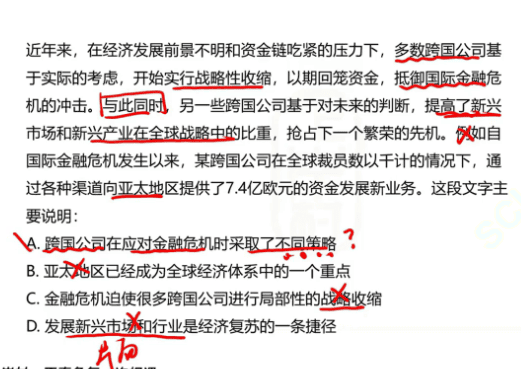 近年来，在经济发展前景不明和资金链吃紧的压力下，多数跨国公司基
于实际的考虑，开始实行战略性收缩，以期回笼资金，抵御国际金融危
机的冲击。与此同时，另一些跨国公司基于对未来的判断，提高了新兴
市场和新兴产业在全球战略中的比重，抢占下一个繁荣的先机。例如自
国际金融危机发生以来，某跨国公司在全球裁员数以千计的情况下，通
过各种渠道向亚太地区提供了7.4亿欧元的资金发展新业务。这段文字主
要说明：
A. 跨国公司在应对金融危机时采取了不同策略 ？
B. 亚太地区已经成为全球经济体系中的一个重点
C. 金融危机迫使很多跨国公司进行局部性的战略收缩
D. 发展新兴市场和行业是经济复苏的一条捷径
片面